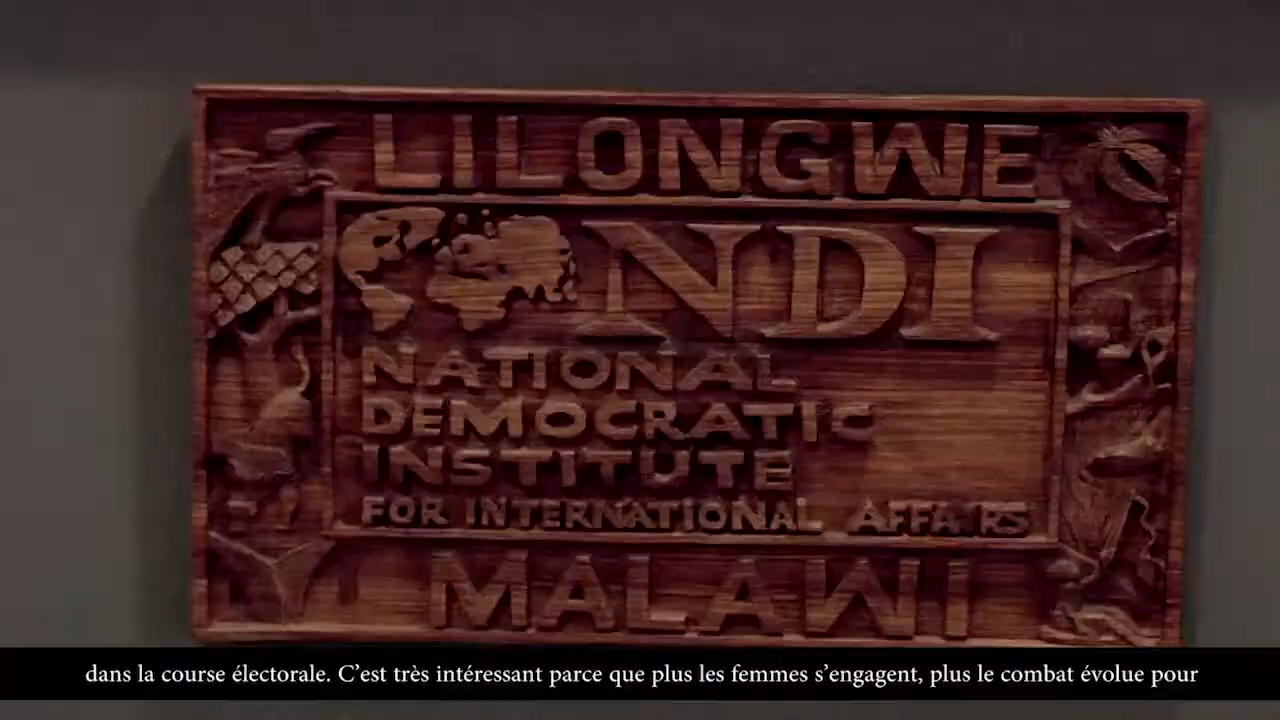 LILONGWE
NDI
NATIONAL
DEMOCRATIC
INSTITUTE
FOR INTERNATIONAL AFFAIRS
MALAWI
dans la course électorale. C’est très intéressant parce que plus les femmes s’engagent, plus le combat évolue pour